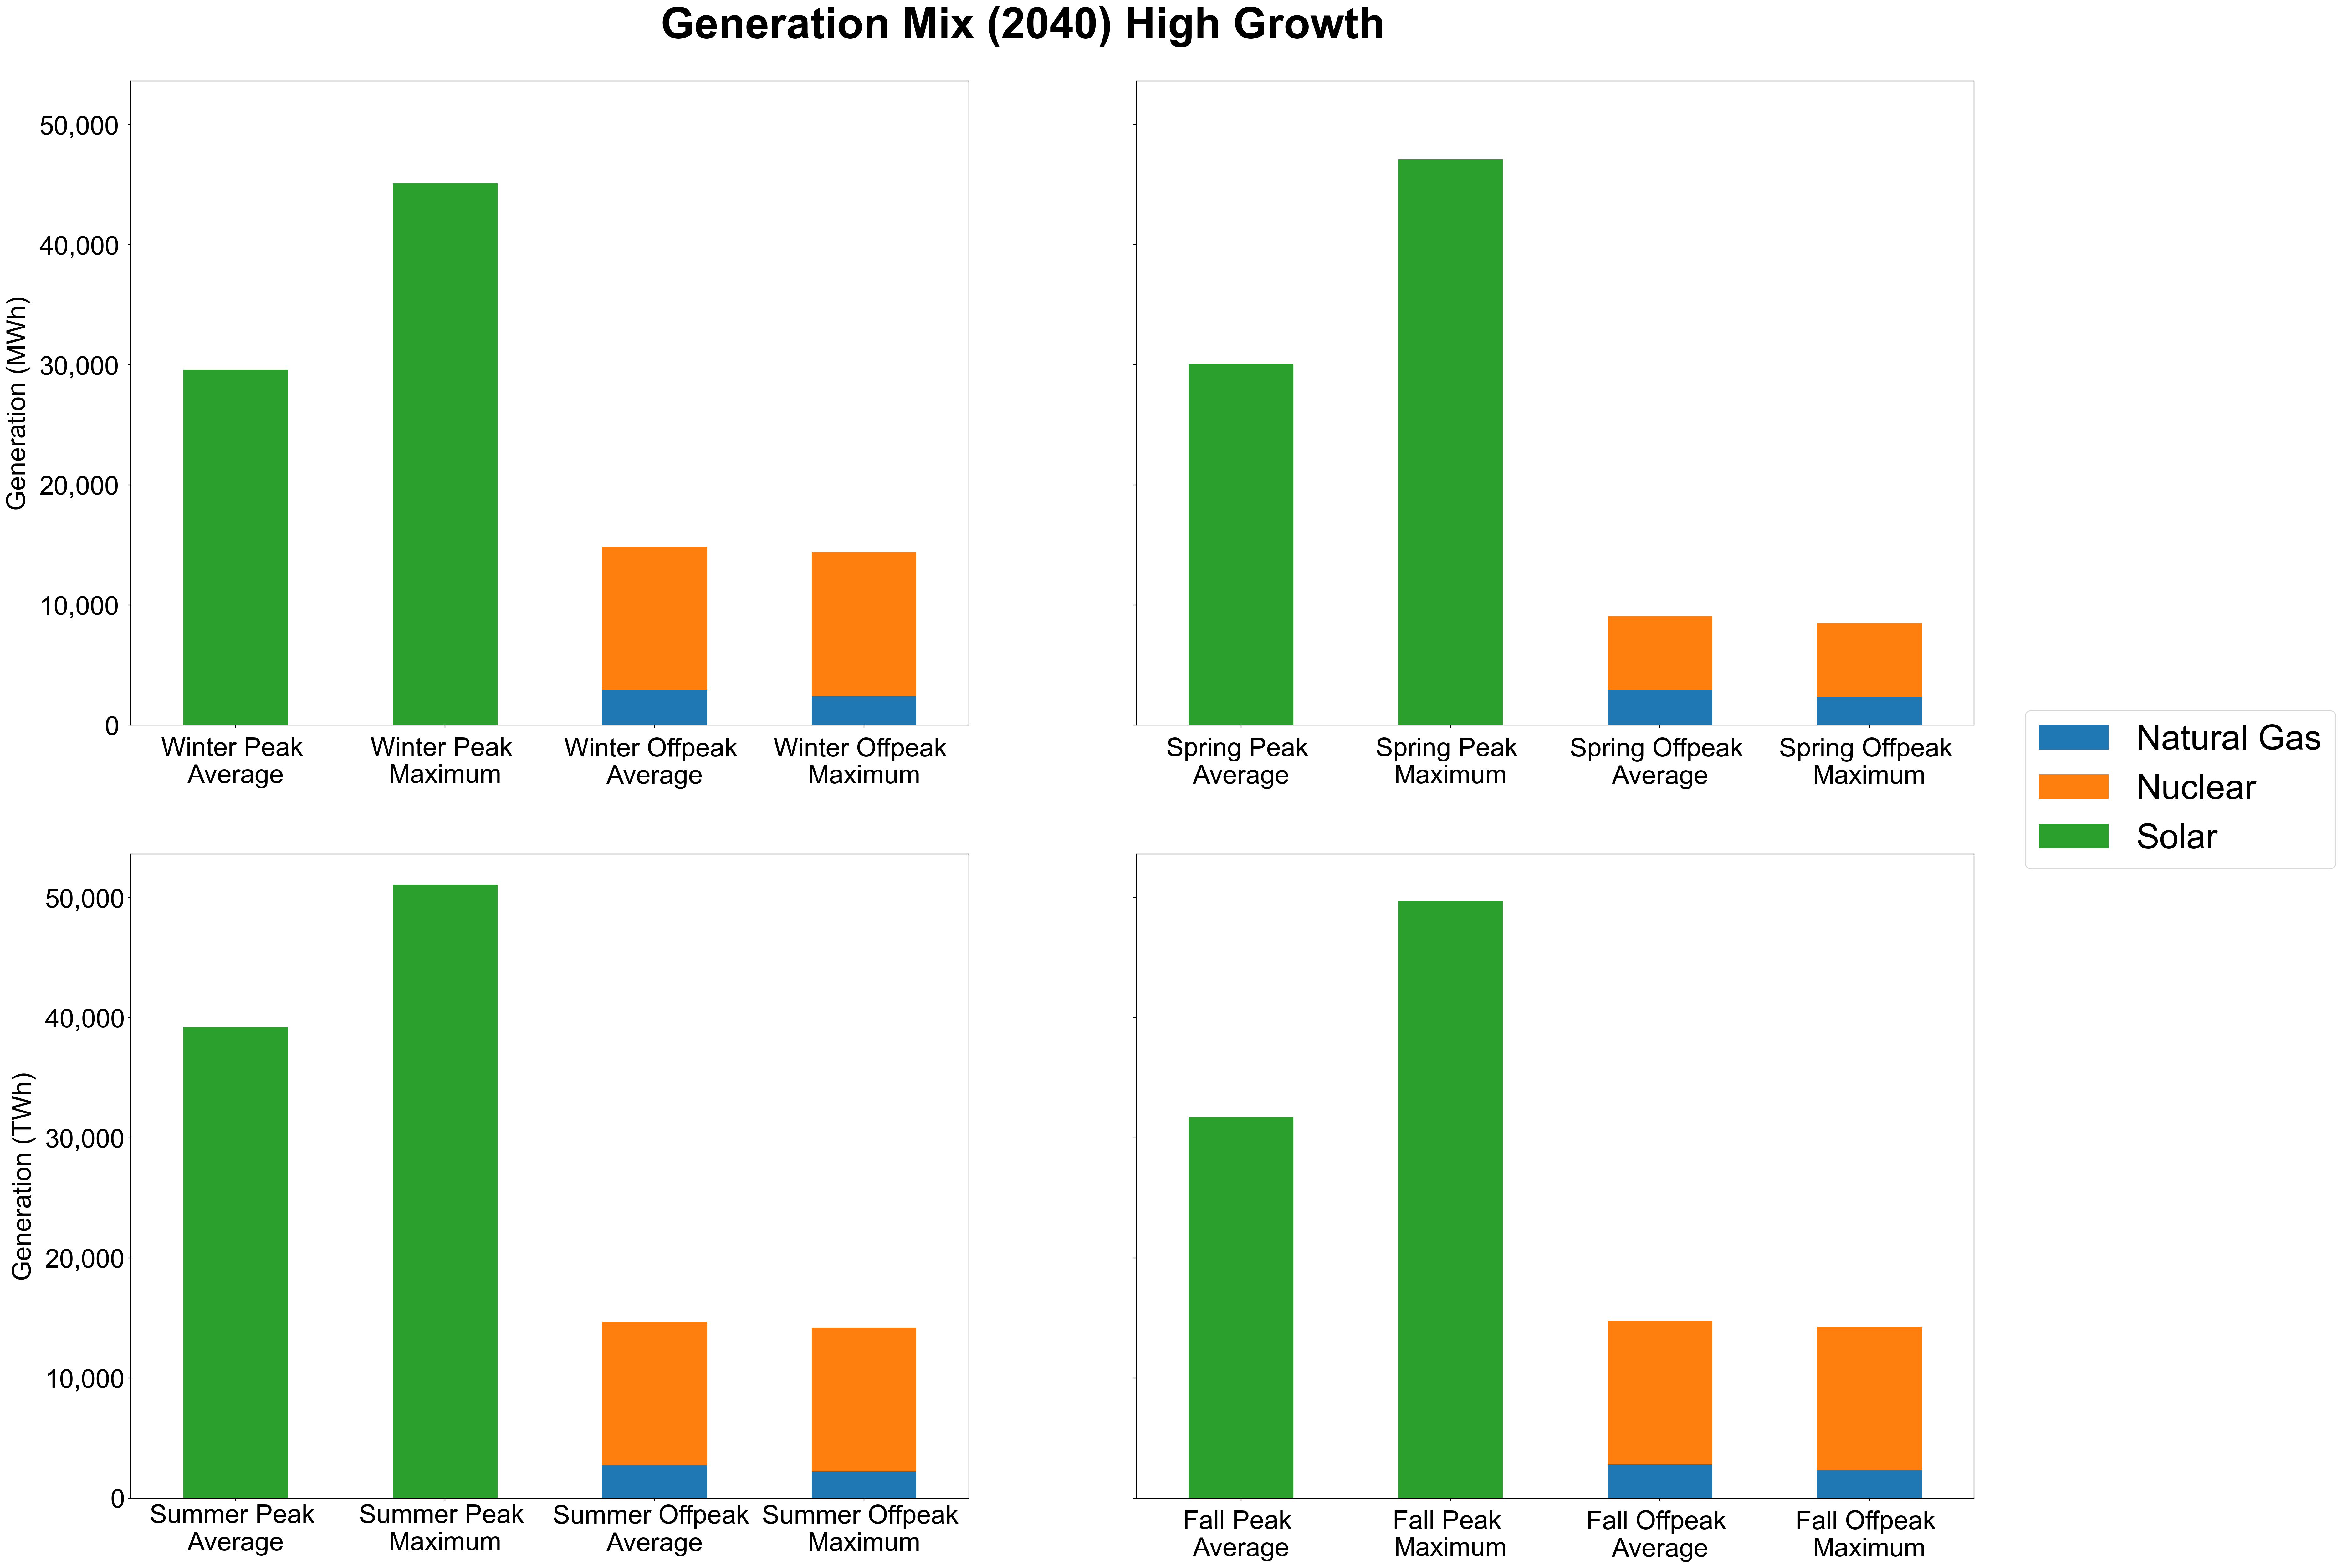 Generation Mix (2040) High Growth
Generation (MWh)
50,000
40,000
30,000
20,000
10,000
0
Winter Peak
Average
Winter Peak
Maximum
Winter Offpeak
Average
Winter Offpeak
Maximum
Spring Peak
Average
Spring Peak
Maximum
Spring Offpeak
Average
Spring Offpeak
Maximum
Natural Gas
Nuclear
Solar
Generation (TWh)
50,000
40,000
30,000
20,000
10,000
0
Summer Peak
Average
Summer Peak
Maximum
Summer Offpeak
Average
Summer Offpeak
Maximum
Fall Peak
Average
Fall Peak
Maximum
Fall Offpeak
Average
Fall Offpeak
Maximum